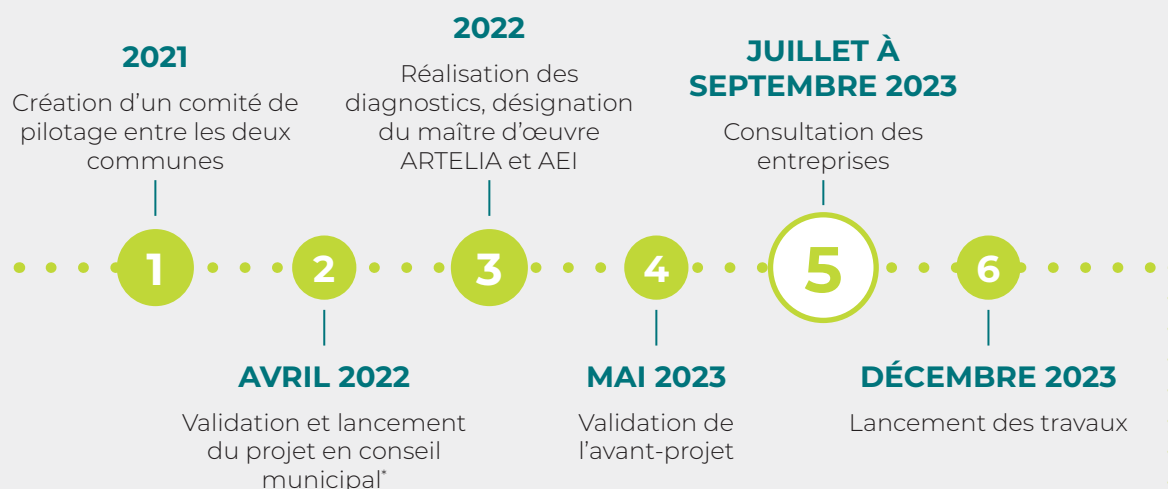 2021
Création d’un comité de
pilotage entre les deux
communes
1
AVRIL 2022
Validation et lancement
du projet en conseil
municipal*
2
2022
Réalisation des
diagnostics, désignation
du maître d’œuvre
ARTELIA et AEI
3
MAI 2023
Validation de
l’avant-projet
4
JUILLET À
SEPTEMBRE 2023
Consultation des
entreprises
5
DÉCEMBRE 2023
Lancement des travaux
6